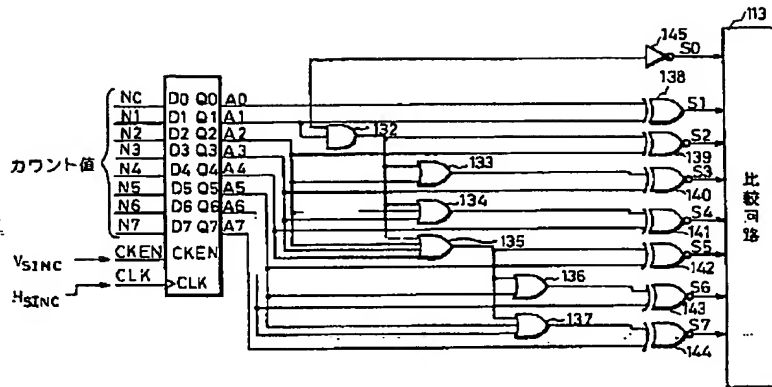 113
145
S0
138
NC D0 Q0 A0 S1
N1 D1 Q1 A1 132 S2
N2 D2 Q2 A2 139
N3 D3 Q3 A3 133 S3
カウント値 N4 D4 Q4 A4 140
N5 D5 Q5 A5 134 S4
N6 D6 Q6 A6 141
N7 D7 Q7 A7 135 S5
VSINC CKEN CKEN 142
136 S6
HSINC CLK CLK 143
137 S7
144
比較回路